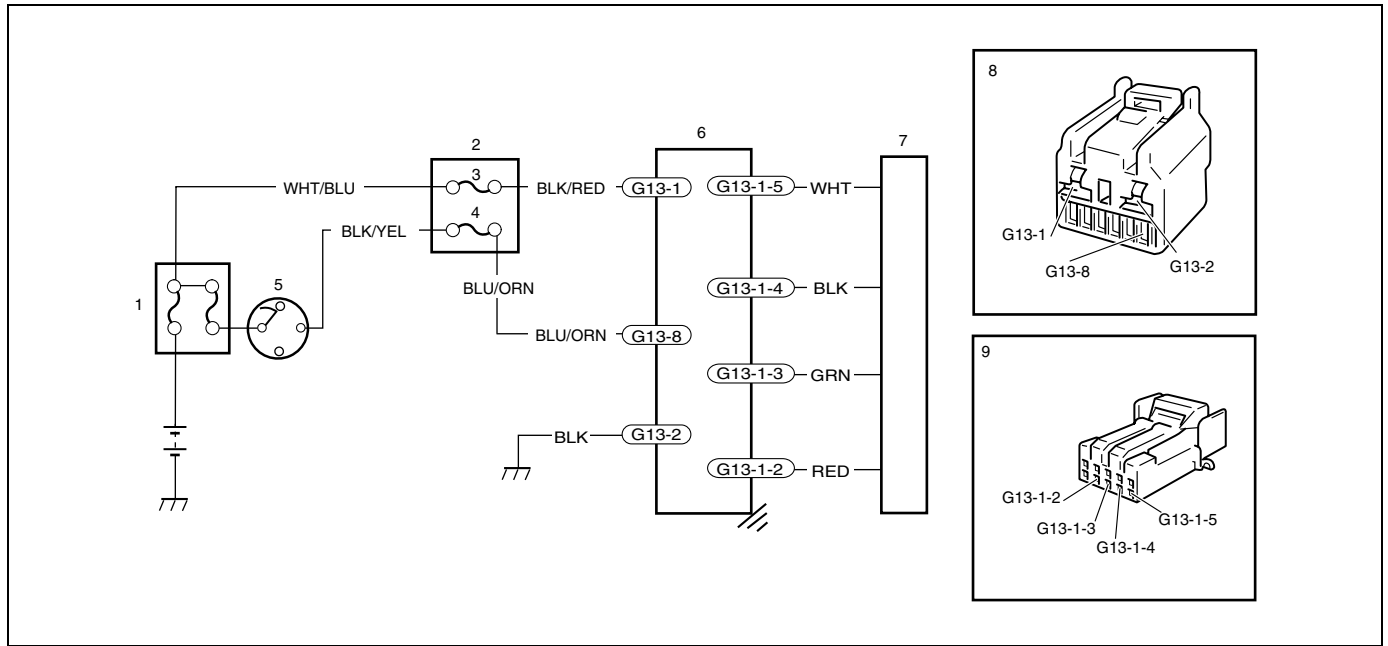 8
6
2
7
3
WHT/BLU
BLK/RED
G13-1
G13-1-5
WHT
4
BLK/YEL
G13-1
G13-8
G13-2
5
1
BLU/ORN
G13-1-4
BLK
BLU/ORN
G13-8
9
G13-1-3
GRN
BLK
G13-2
G13-1-2
RED
G13-1-2
G13-1-3
G13-1-4
G13-1-5